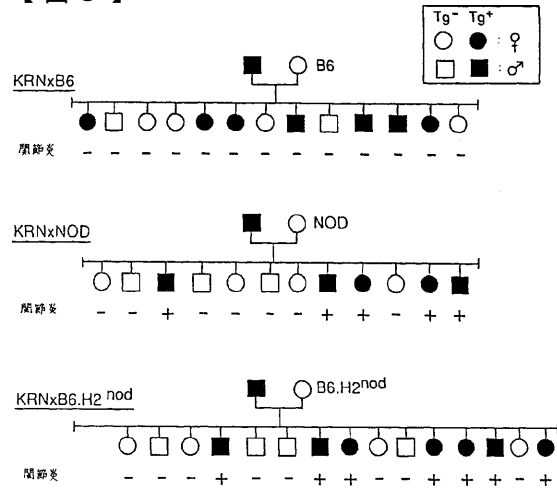 Tg⁻ Tg⁺
: ♀
: ♂
B6
KRNxB6
関節炎 - - - - - - - - - - - - -
NOD
KRNxNOD
関節炎 - - + - - - - + + - + +
B6.H2ⁿᵒᵈ
KRNxB6.H2 ⁿᵒᵈ
関節炎 - - - + - - + + - - + + + - +